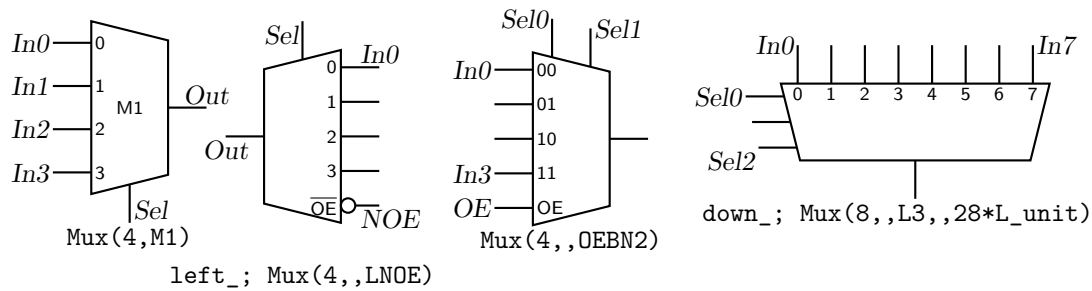 In0
0
In1
1
M1
Out
In2
2
In3
3
Sel
Mux(4,M1)
Sel
0
In0
1
2
Out
3
OE
NOE
left_; Mux(4,,LNOE)
Sel0
Sel1
In0
00
01
10
In3
11
OE
OE
Mux(4,,OEBN2)
In0
In7
Sel0
0 1 2 3 4 5 6 7
Sel2
down_; Mux(8,,L3,,28*L_unit)